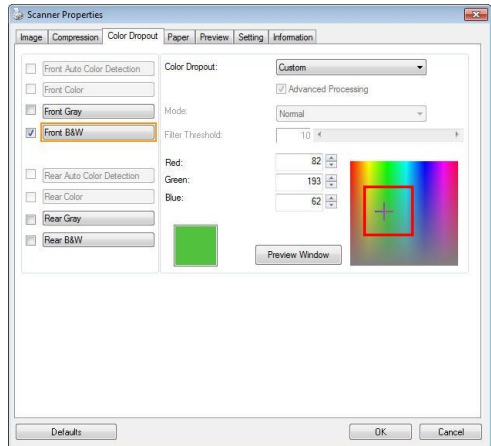 Scanner Properties
Image Compression Color Dropout Paper Preview Setting Information
Front Auto Color Detection
Front Color
Front Gray
Front B&W
Rear Auto Color Detection
Rear Color
Rear Gray
Rear B&W
Color Dropout: Custom
Advanced Processing
Mode: Normal
Filter Threshold: 10
Red: 82
Green: 193
Blue: 62
Preview Window
Defaults OK Cancel